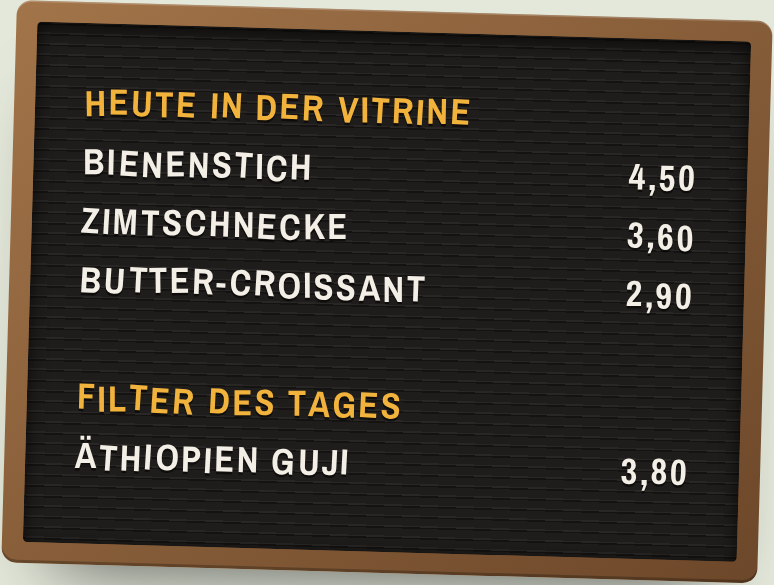 HEUTE IN DER VITRINE
BIENENSTICH 4,50
ZIMTSCHNECKE 3,60
BUTTER-CROISSANT 2,90
FILTER DES TAGES
ÄTHIOPIEN GUJI 3,80